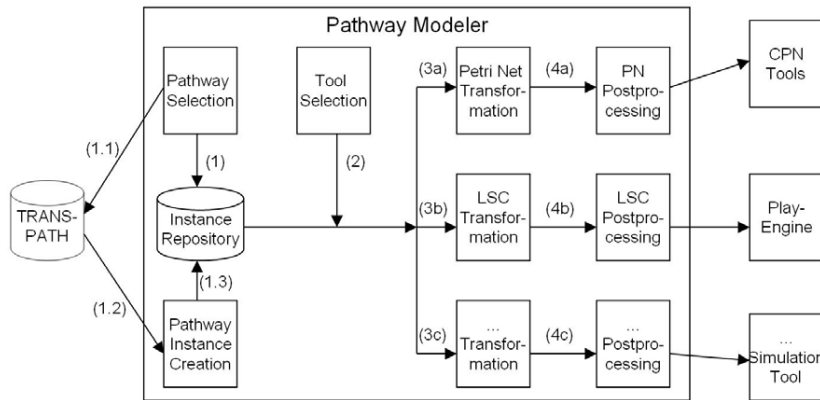 Pathway Modeler
Pathway
Selection
Tool
Selection
(3a)
Petri Net
Transfor-
mation
(4a)
PN
Postpro-
cessing
CPN
Tools
(1.1)
(1)
(2)
TRANS-
PATH
Instance
Repository
(3b)
LSC
Transfor-
mation
(4b)
LSC
Postpro-
cessing
Play-
Engine
(1.2)
(1.3)
Pathway
Instance
Creation
(3c)
...
Transfor-
mation
(4c)
...
Postpro-
cessing
...
Simulation
Tool